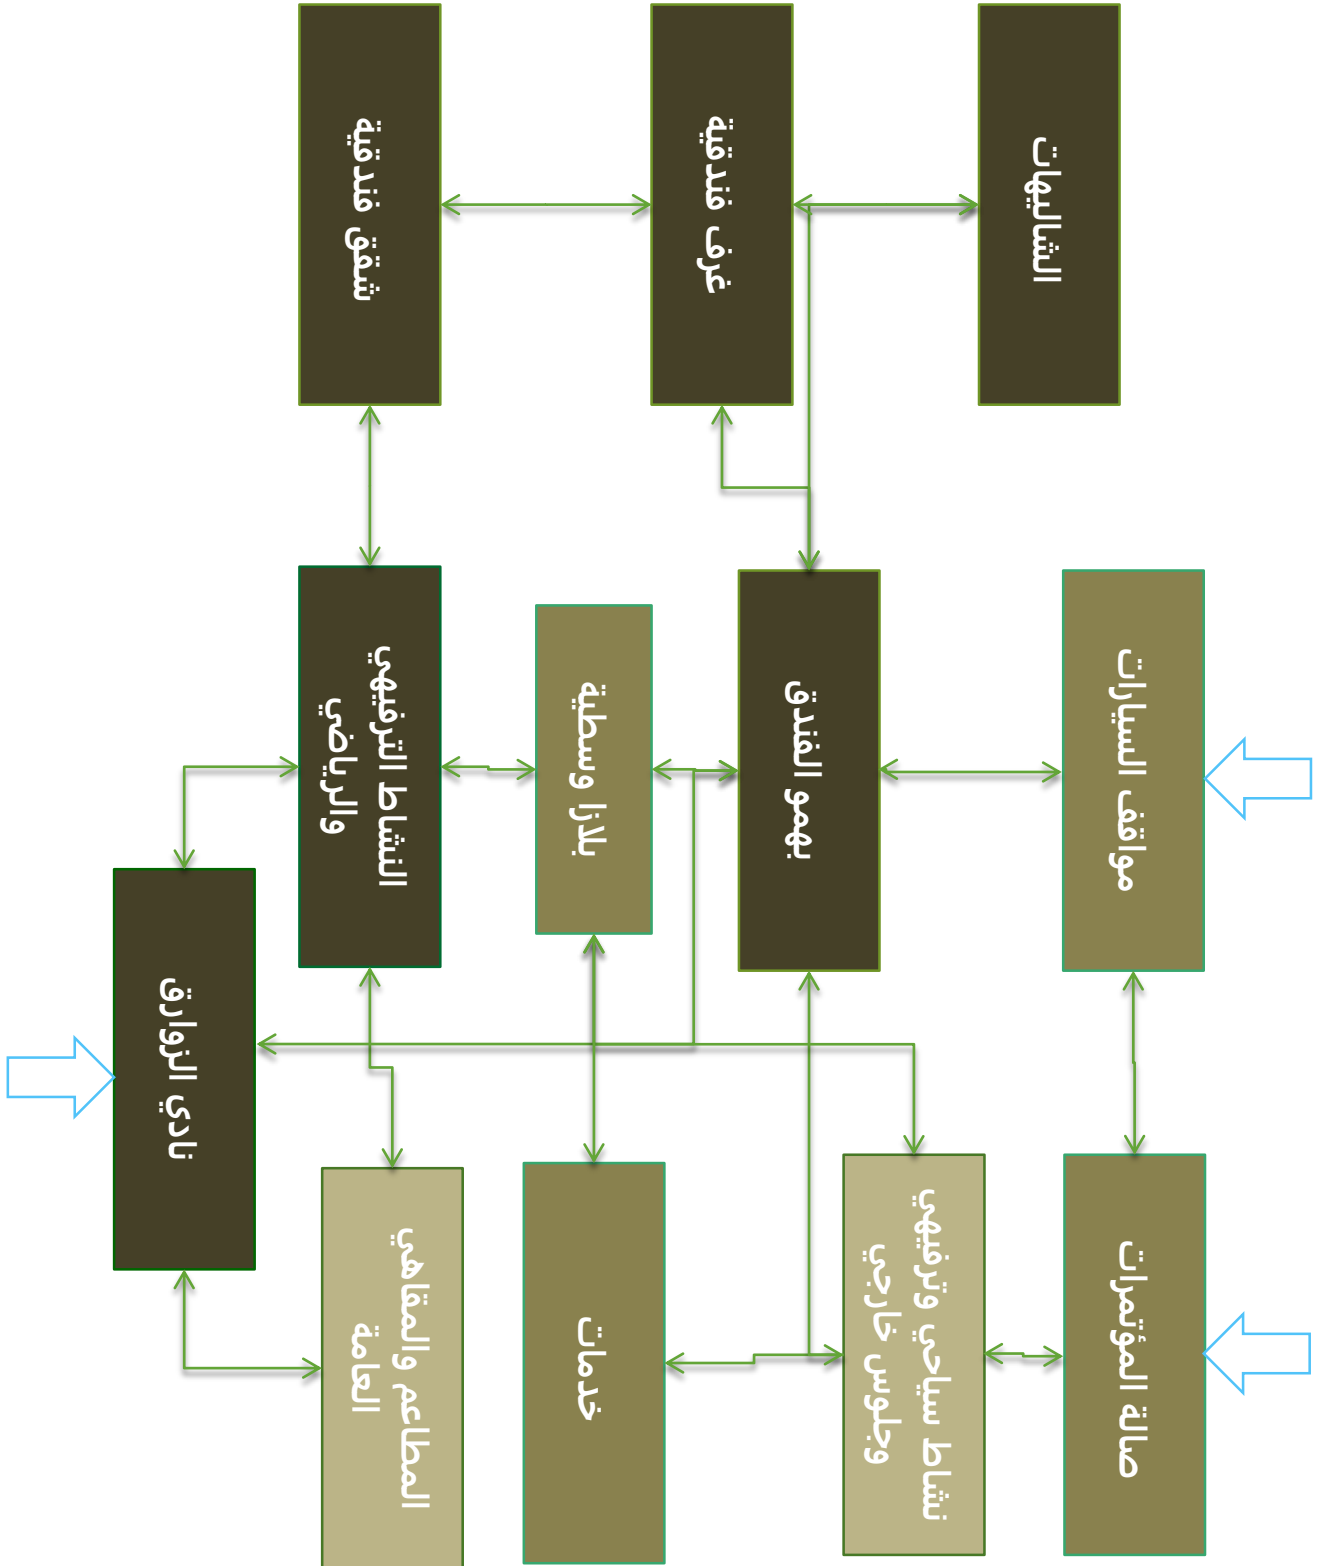 صالة المؤتمرات
مواقف السيارات
الشاليهات
نشاط سياحي وترفيهي
وجلوس خارجي
بهمو الفندق
غرف فندقية
خدمات
بلازا وسطية
المطاعم والمقاهي
العامة
النشاط الترفيهي
والرياضي
شقق فندقية
نادي الزوارق